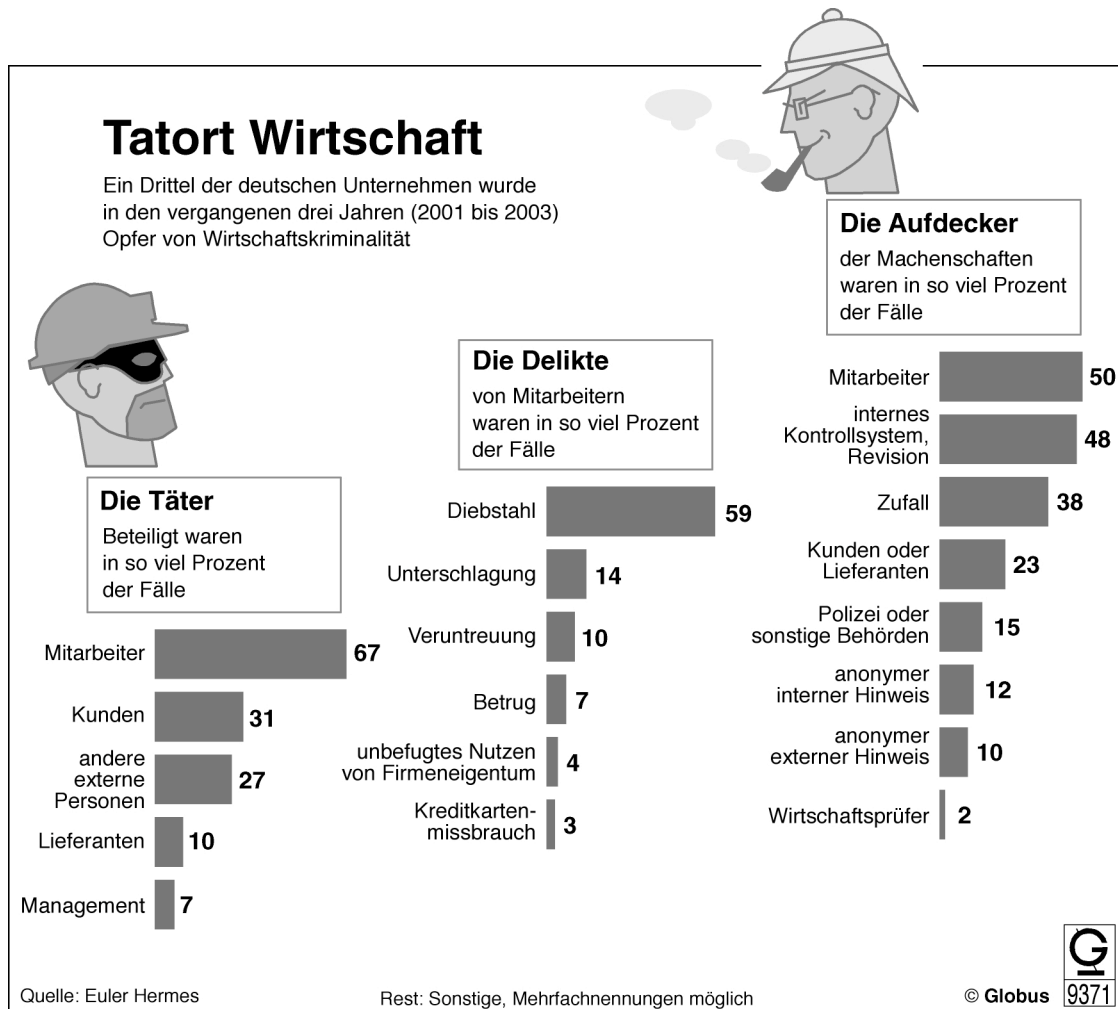 Tatort Wirtschaft
Ein Drittel der deutschen Unternehmen wurde
in den vergangenen drei Jahren (2001 bis 2003)
Opfer von Wirtschaftskriminalität
Die Täter
Beteiligt waren
in so viel Prozent
der Fälle
Mitarbeiter 67
Kunden 31
andere
externe
Personen 27
Lieferanten 10
Management 7
Die Delikte
von Mitarbeitern
waren in so viel Prozent
der Fälle
Diebstahl 59
Unterschlagung 14
Veruntreuung 10
Betrug 7
unbefugtes Nutzen
von Firmeneigentum 4
Kreditkarten-
missbrauch 3
Die Aufdecker
der Machenschaften
waren in so viel Prozent
der Fälle
Mitarbeiter 50
internes
Kontrollsystem,
Revision 48
Zufall 38
Kunden oder
Lieferanten 23
Polizei oder
sonstige Behörden 15
anonymer
interner Hinweis 12
anonymer
externer Hinweis 10
Wirtschaftsprüfer 2
Quelle: Euler Hermes
Rest: Sonstige, Mehrfachnennungen möglich
© Globus
G
9371